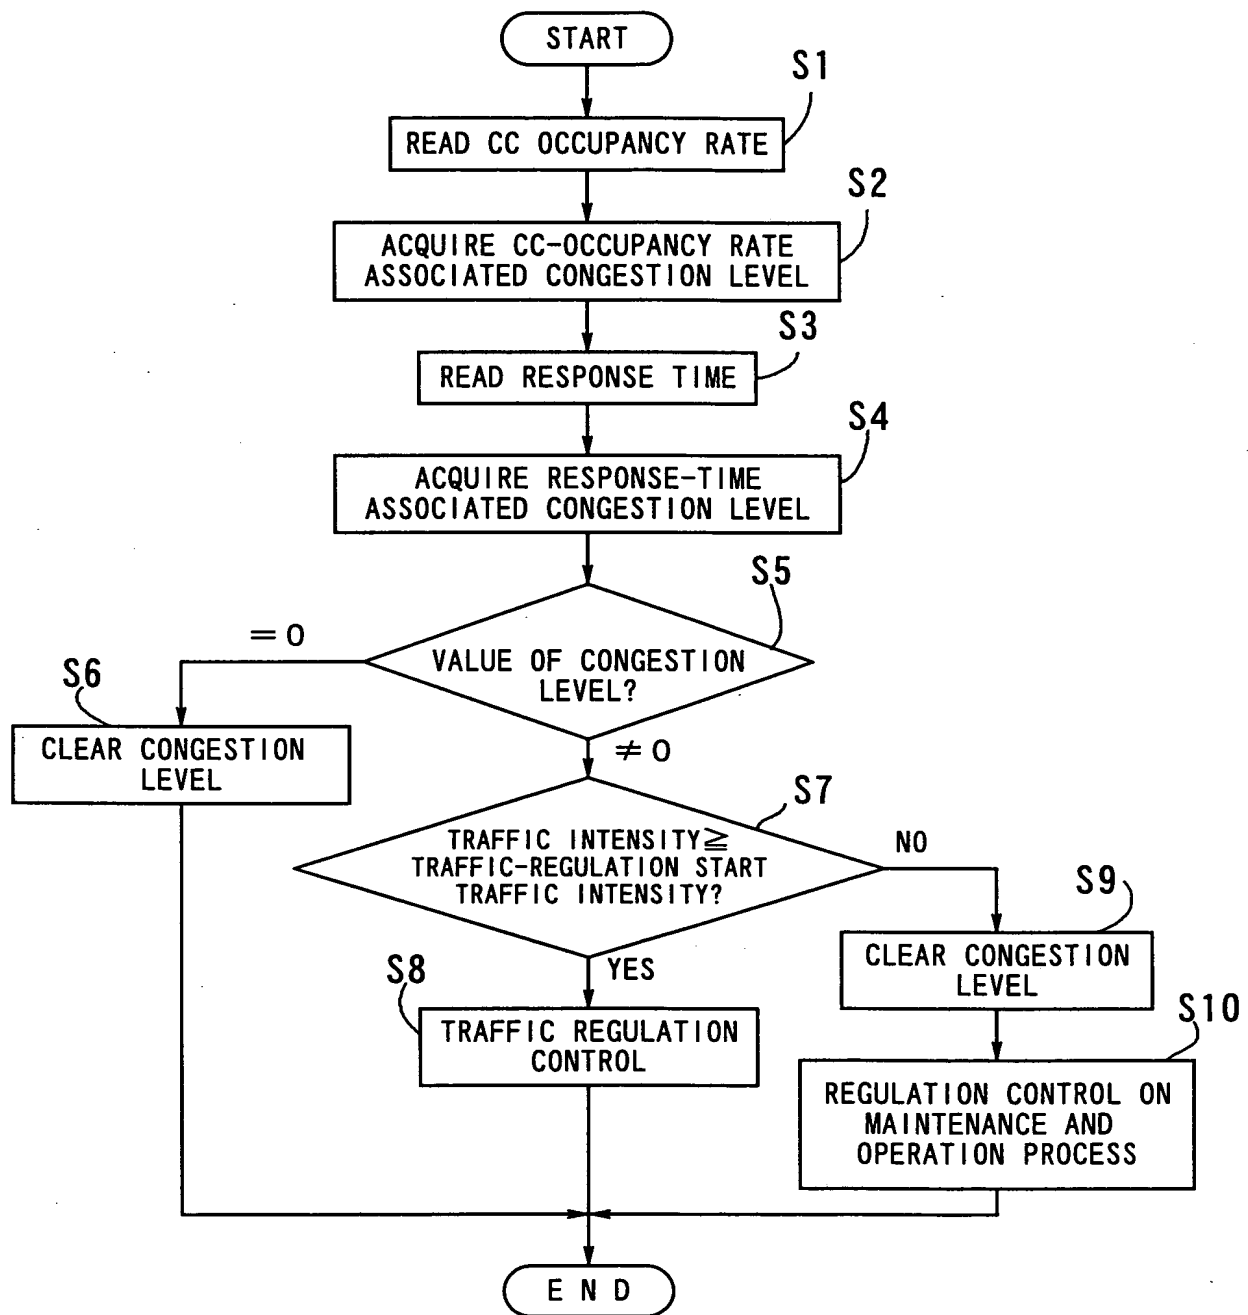 START
S1
READ CC OCCUPANCY RATE
S2
ACQUIRE CC-OCCUPANCY RATE
ASSOCIATED CONGESTION LEVEL
S3
READ RESPONSE TIME
S4
ACQUIRE RESPONSE-TIME
ASSOCIATED CONGESTION LEVEL
S5
=0
VALUE OF CONGESTION
LEVEL?
S6
CLEAR CONGESTION
LEVEL
≠0
S7
TRAFFIC INTENSITY≧
TRAFFIC-REGULATION START
TRAFFIC INTENSITY?
NO
S9
CLEAR CONGESTION
LEVEL
YES
S8
TRAFFIC REGULATION
CONTROL
S10
REGULATION CONTROL ON
MAINTENANCE AND
OPERATION PROCESS
END